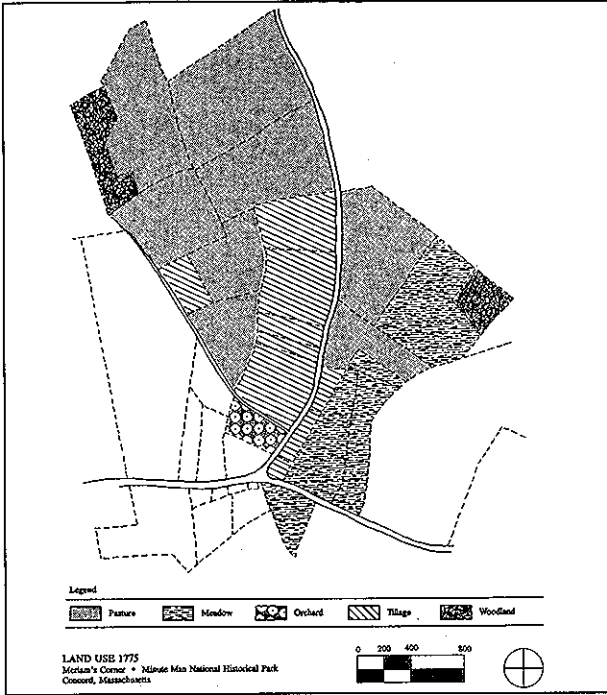 Legend
Pasture Meadow Orchard Tillage Woodland
LAND USE 1775
Meriam's Corner • Minute Man National Historical Park
Concord, Massachusetts
0 200 400 800